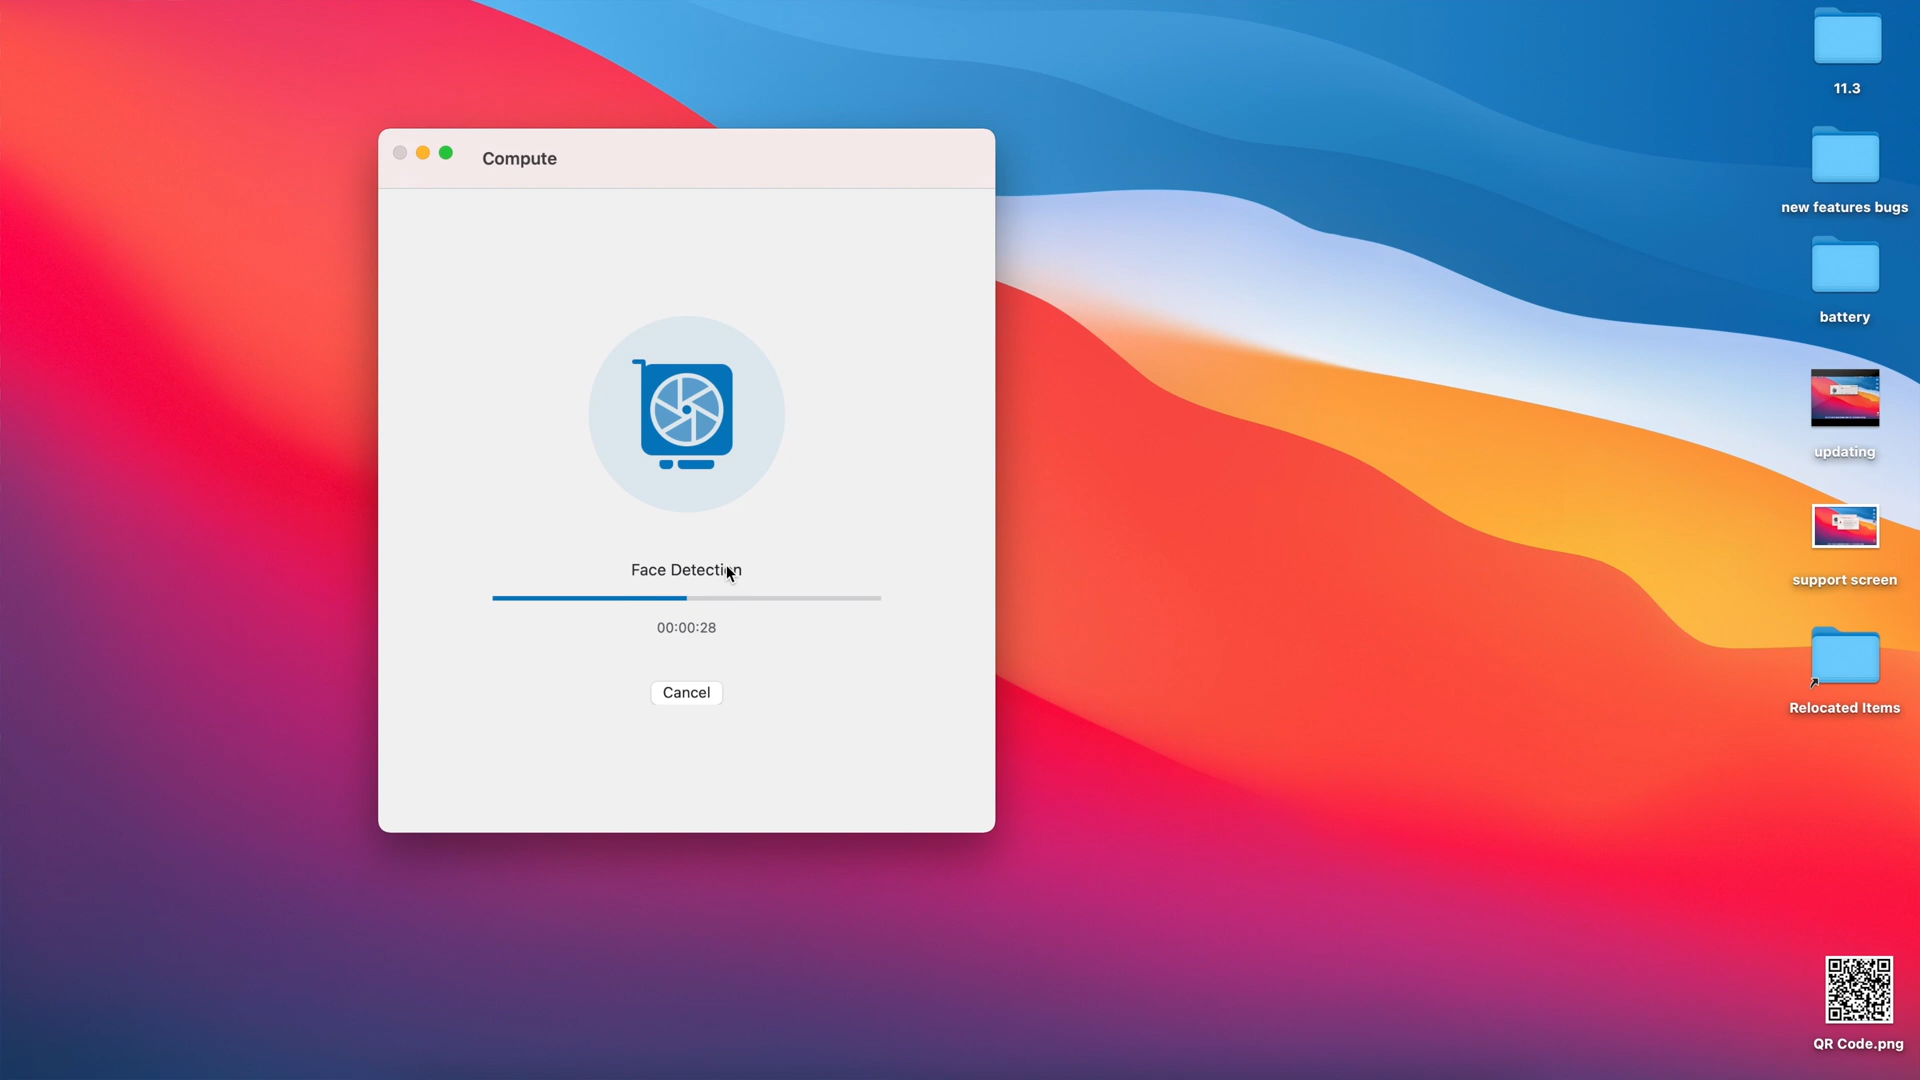 Compute
Face Detection
00:00:28
Cancel
11.3
new features bugs
battery
updating
support screen
Relocated Items
QR Code.png